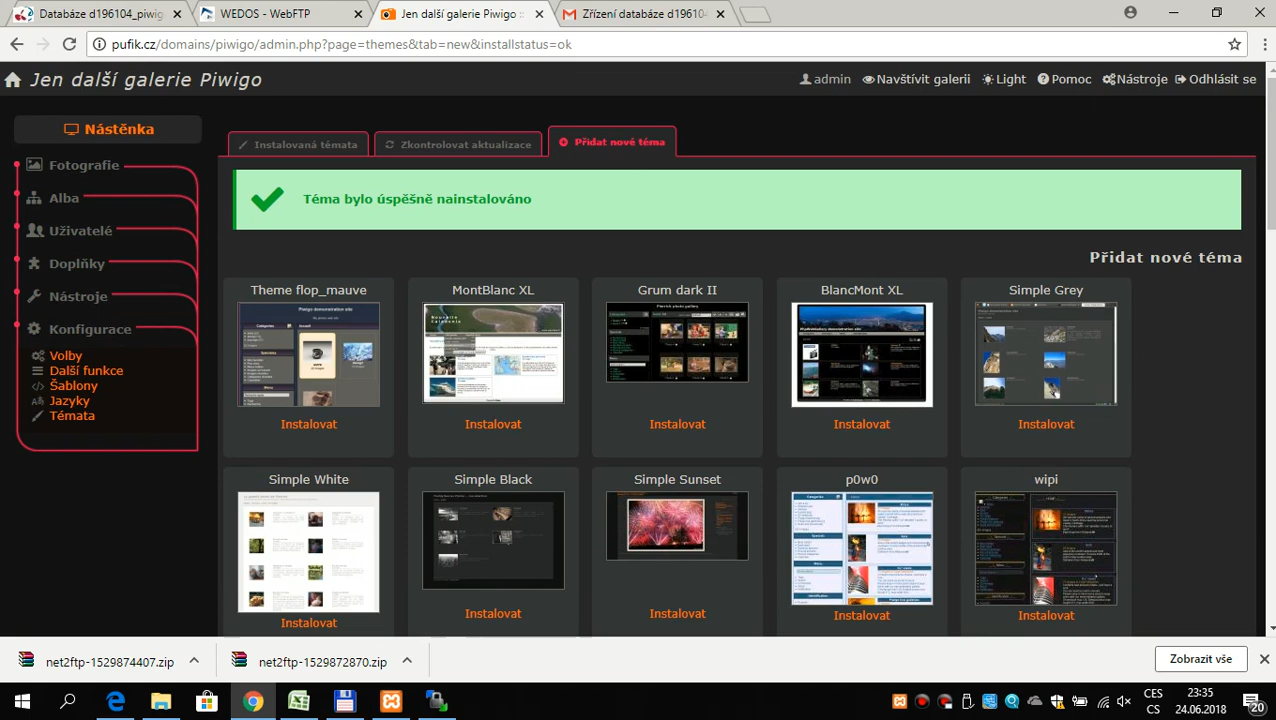 Databáze d196104_piwig
WEDOS - WebFTP
Jen další galerie Piwigo ::
Zřízení databáze d196104
pufik.cz/domains/piwigo/admin.php?page=themes&tab=new&installstatus=ok
Jen další galerie Piwigo
admin
Navštívit galerii
Light
Pomoc
Nástroje
Odhlásit se
Nástěnka
Fotografie
Alba
Uživatelé
Doplňky
Nástroje
Konfigurace
Volby
Další funkce
Šablony
Jazyky
Témata
Instalovaná témata
Zkontrolovat aktualizace
Přidat nové téma
Téma bylo úspěšně nainstalováno
Přidat nové téma
Theme flop_mauve
MontBlanc XL
Grum dark II
BlancMont XL
Simple Grey
Instalovat
Instalovat
Instalovat
Instalovat
Instalovat
Simple White
Simple Black
Simple Sunset
p0w0
wipi
Instalovat
Instalovat
Instalovat
Instalovat
Instalovat
net2ftp-1529874407.zip
net2ftp-1529872870.zip
Zobrazit vše
CES
CS
23:35
24.06.2018
20